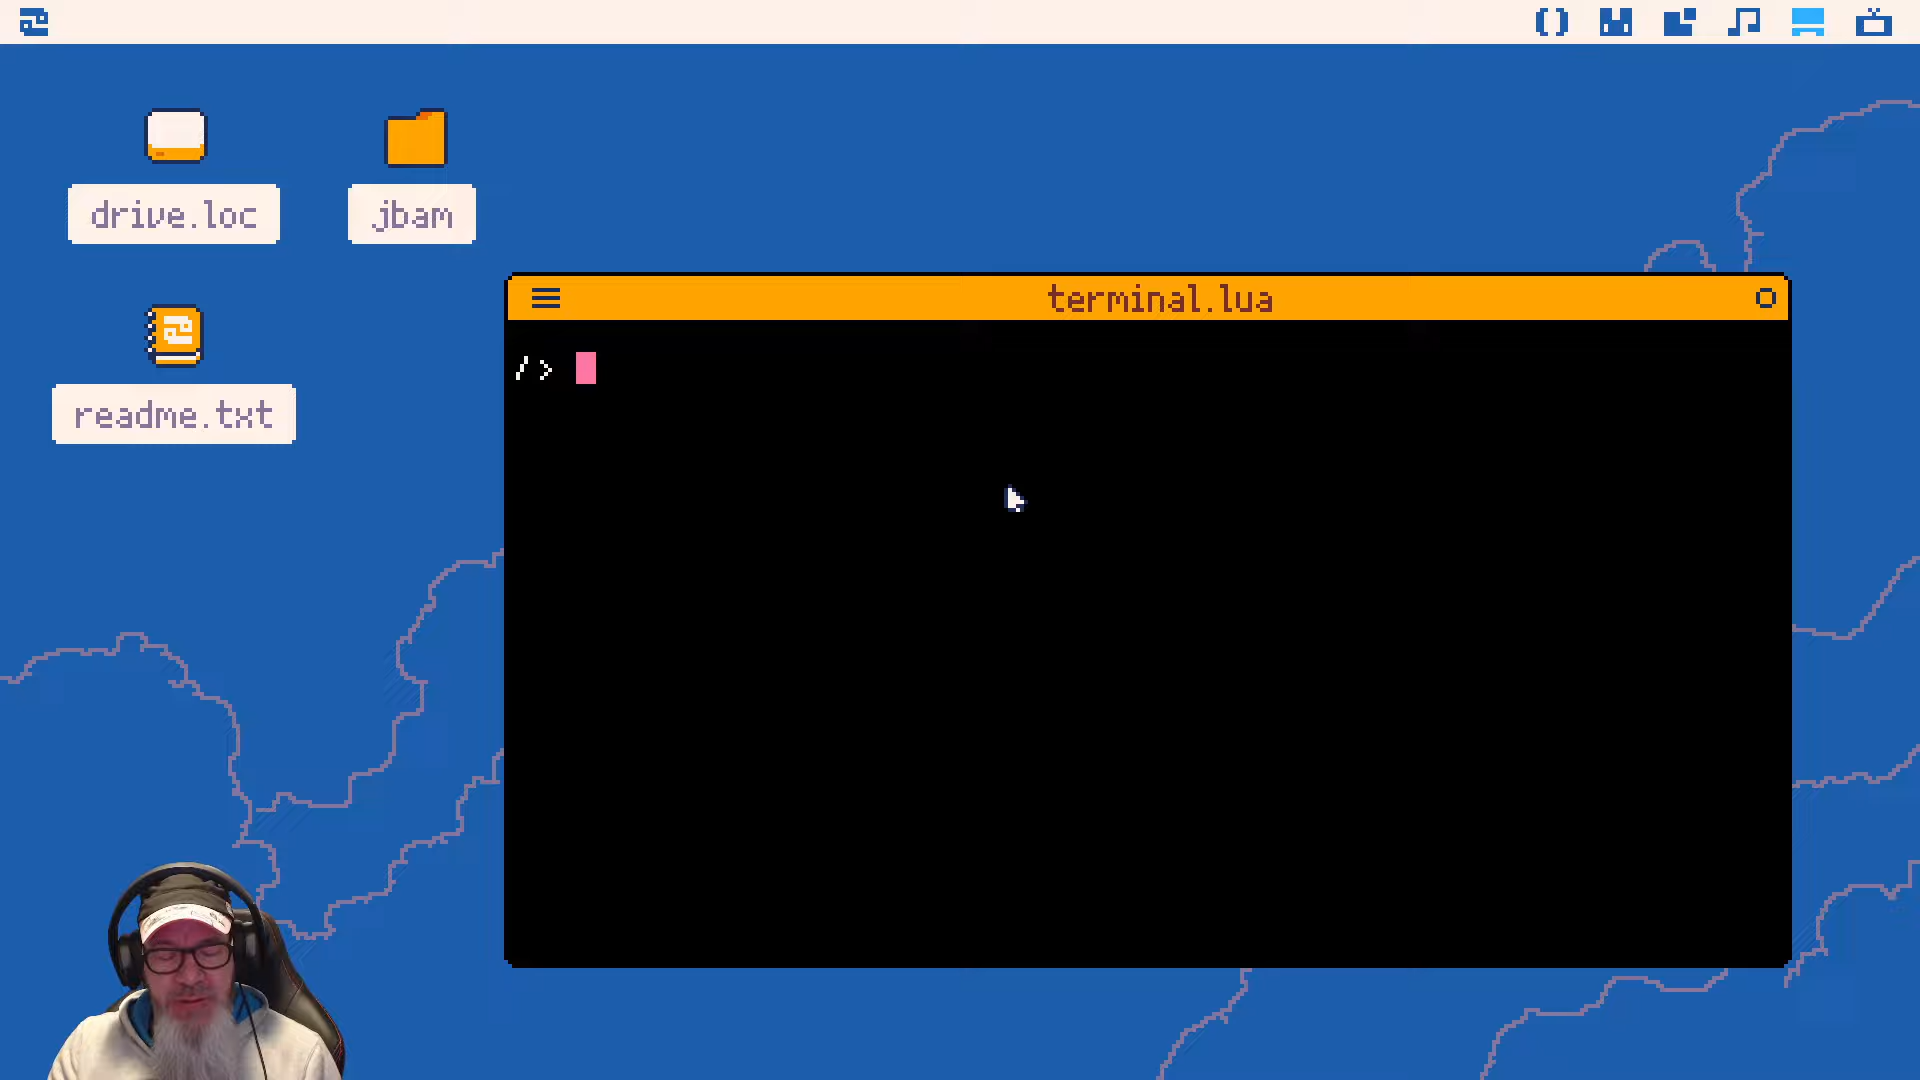 drive.loc
jbam
readme.txt
terminal.lua
/>